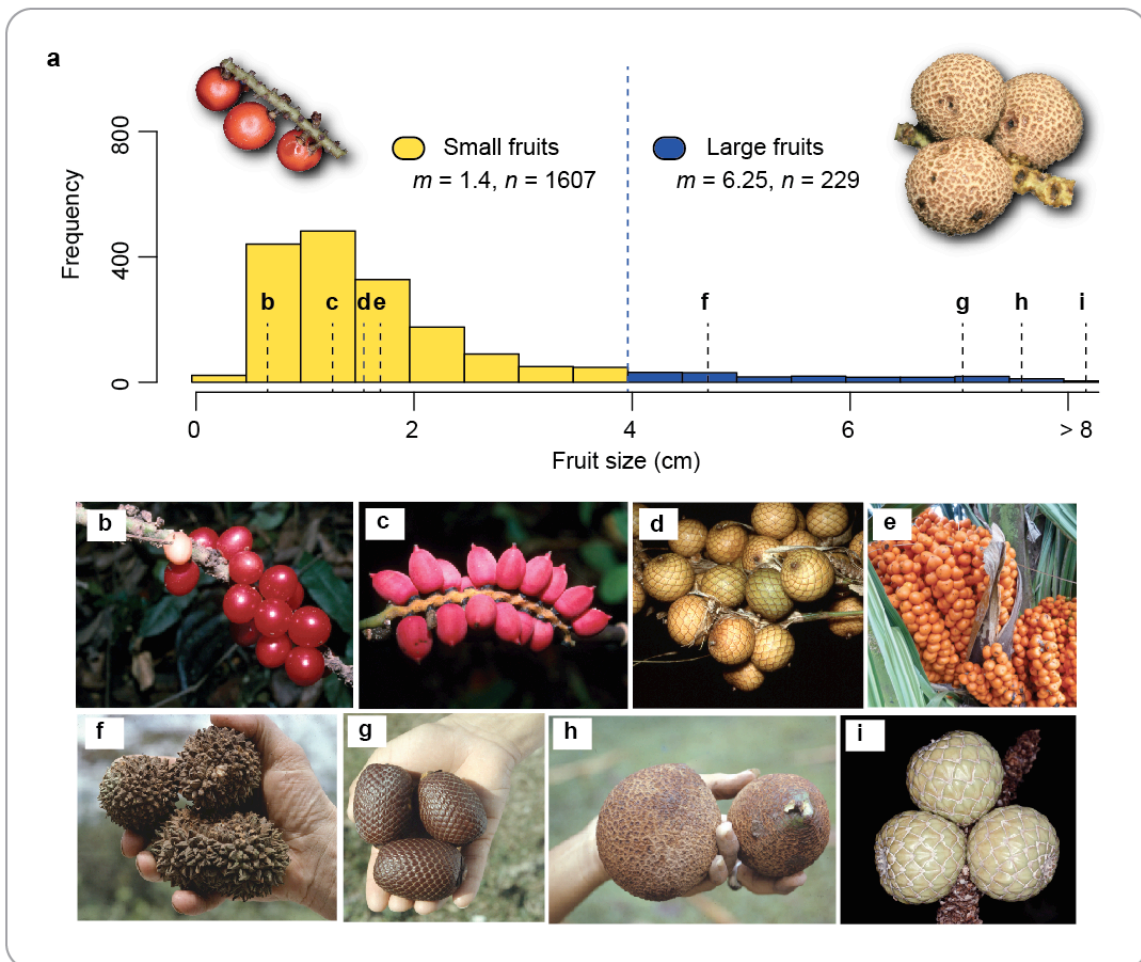 a
800
400
0
Frequency
Small fruits
m = 1.4, n = 1607
Large fruits
m = 6.25, n = 229
b
c
d
e
f
g
h
i
0
2
4
6
> 8
Fruit size (cm)
b
c
d
e
f
g
h
i